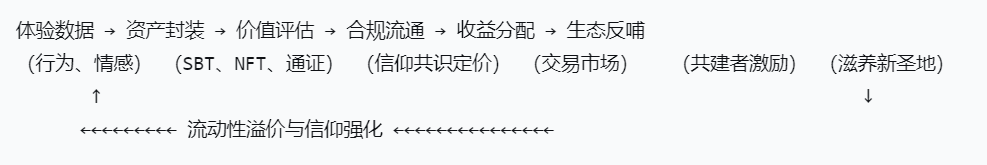 体验数据 → 资产封装 → 价值评估 → 合规流通 → 收益分配 → 生态反哺
(行为、情感) (SBT、NFT、通证) (信仰共识定价) (交易市场) (共建者激励) (滋养新圣地)
↑ ↓
←←←←←←←←← 流动性溢价与信仰强化 ←←←←←←←←←←←←←←←